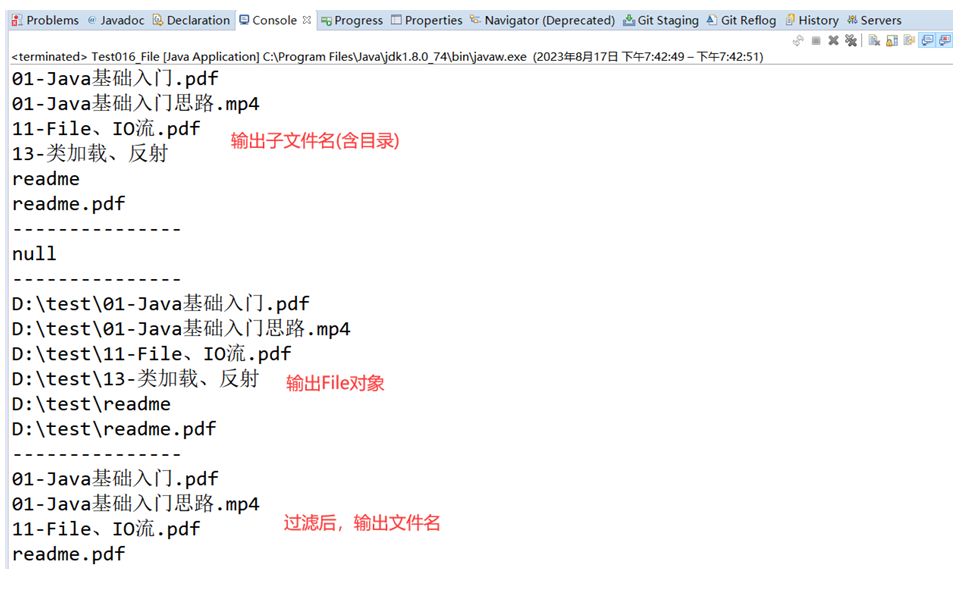 Problems Javadoc Declaration Console Progress Properties Navigator (Deprecated) Git Staging Git Reflog History Servers
<terminated> Test016_File [Java Application] C:\Program Files\Java\jdk1.8.0_74\bin\javaw.exe (2023年8月17日 下午7:42:49 – 下午7:42:51)
01-Java基础入门.pdf
01-Java基础入门思路.mp4
11-File、IO流.pdf
输出子文件名(含目录)
13-类加载、反射
readme
readme.pdf
---------------
null
---------------
D:\test\01-Java基础入门.pdf
D:\test\01-Java基础入门思路.mp4
D:\test\11-File、IO流.pdf
D:\test\13-类加载、反射
输出File对象
D:\test\readme
D:\test\readme.pdf
---------------
01-Java基础入门.pdf
01-Java基础入门思路.mp4
11-File、IO流.pdf
过滤后，输出文件名
readme.pdf